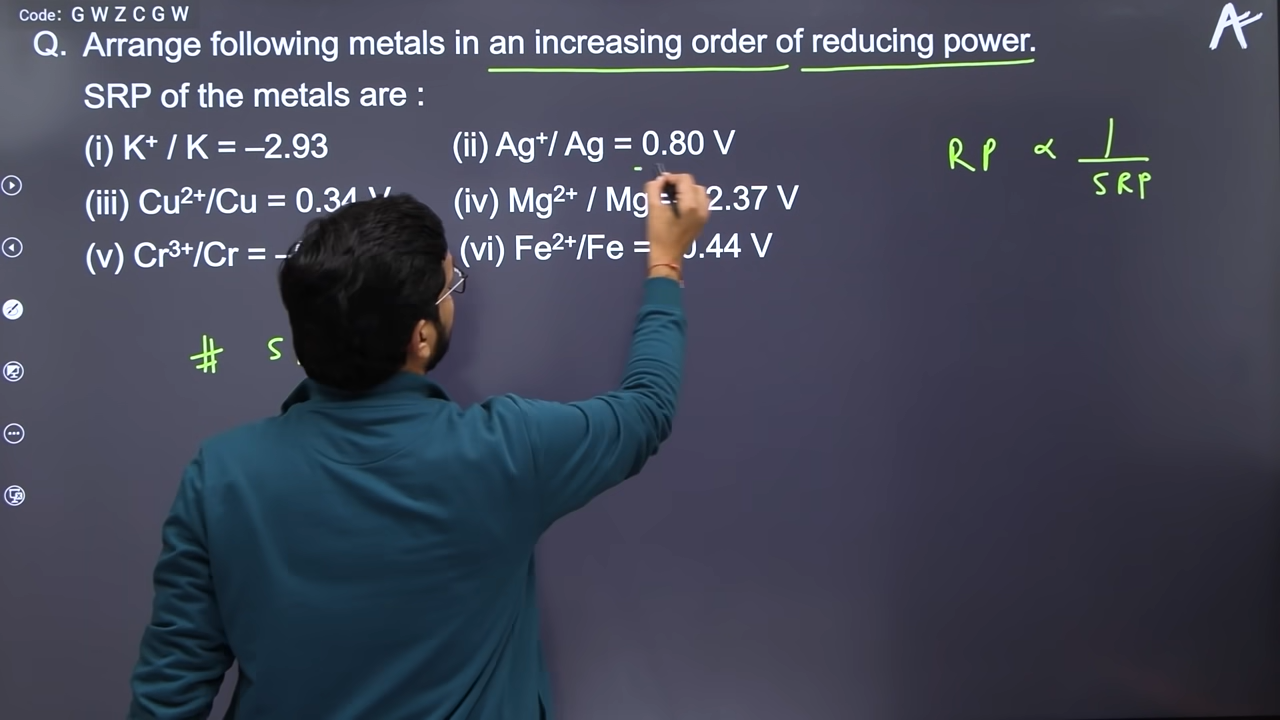 Code: G W Z C G W
Q. Arrange following metals in an increasing order of reducing power.
SRP of the metals are :
(i) K⁺ / K = –2.93
(ii) Ag⁺/ Ag = 0.80 V
(iii) Cu²⁺/Cu = 0.34 V
(iv) Mg²⁺ / Mg = 2.37 V
(v) Cr³⁺/Cr = –
(vi) Fe²⁺/Fe = 0.44 V
RP ∝ 1 / SRP
# S